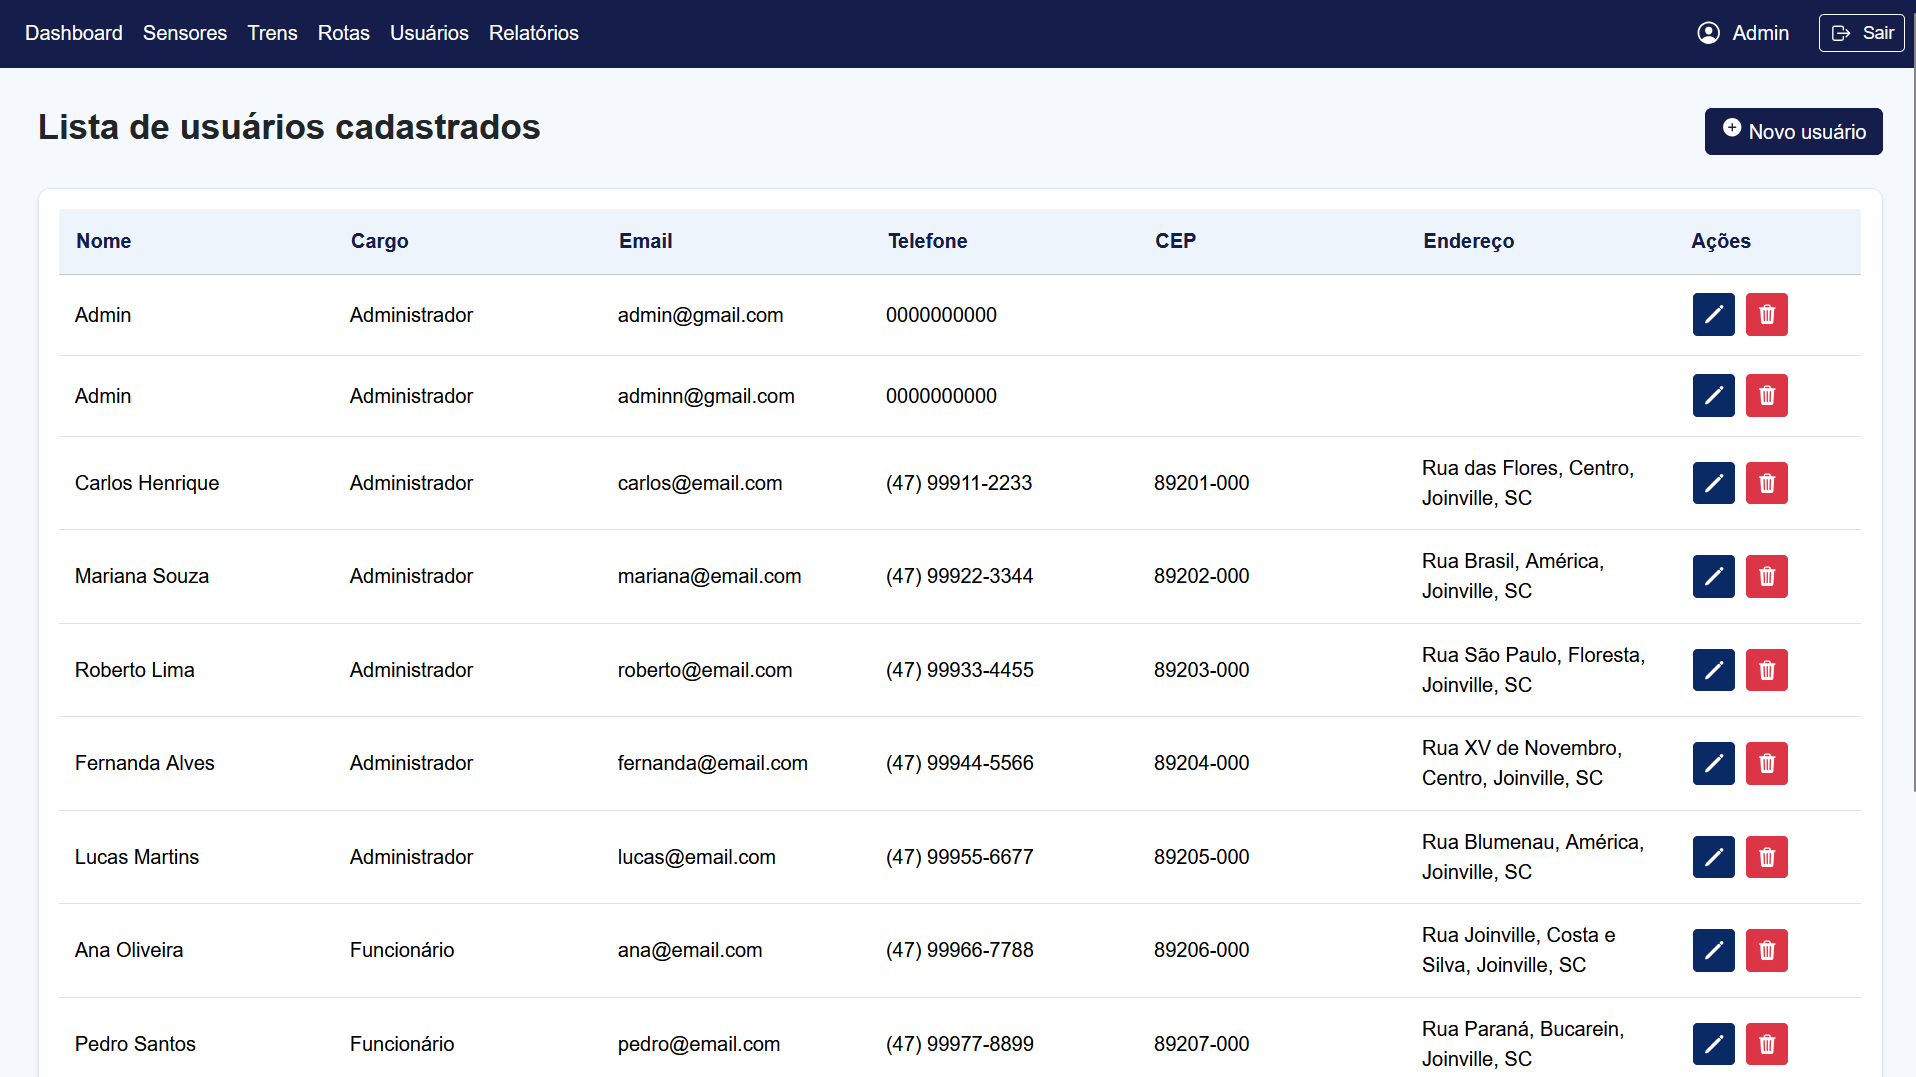 Dashboard Sensores Trens Rotas Usuários Relatórios Admin Sair
Lista de usuários cadastrados
Novo usuário
Nome Cargo Email Telefone CEP Endereço Ações
Admin Administrador admin@gmail.com 0000000000
Admin Administrador adminn@gmail.com 0000000000
Carlos Henrique Administrador carlos@email.com (47) 99911-2233 89201-000 Rua das Flores, Centro,
Joinville, SC
Mariana Souza Administrador mariana@email.com (47) 99922-3344 89202-000 Rua Brasil, América,
Joinville, SC
Roberto Lima Administrador roberto@email.com (47) 99933-4455 89203-000 Rua São Paulo, Floresta,
Joinville, SC
Fernanda Alves Administrador fernanda@email.com (47) 99944-5566 89204-000 Rua XV de Novembro,
Centro, Joinville, SC
Lucas Martins Administrador lucas@email.com (47) 99955-6677 89205-000 Rua Blumenau, América,
Joinville, SC
Ana Oliveira Funcionário ana@email.com (47) 99966-7788 89206-000 Rua Joinville, Costa e
Silva, Joinville, SC
Pedro Santos Funcionário pedro@email.com (47) 99977-8899 89207-000 Rua Paraná, Bucarein,
Joinville, SC